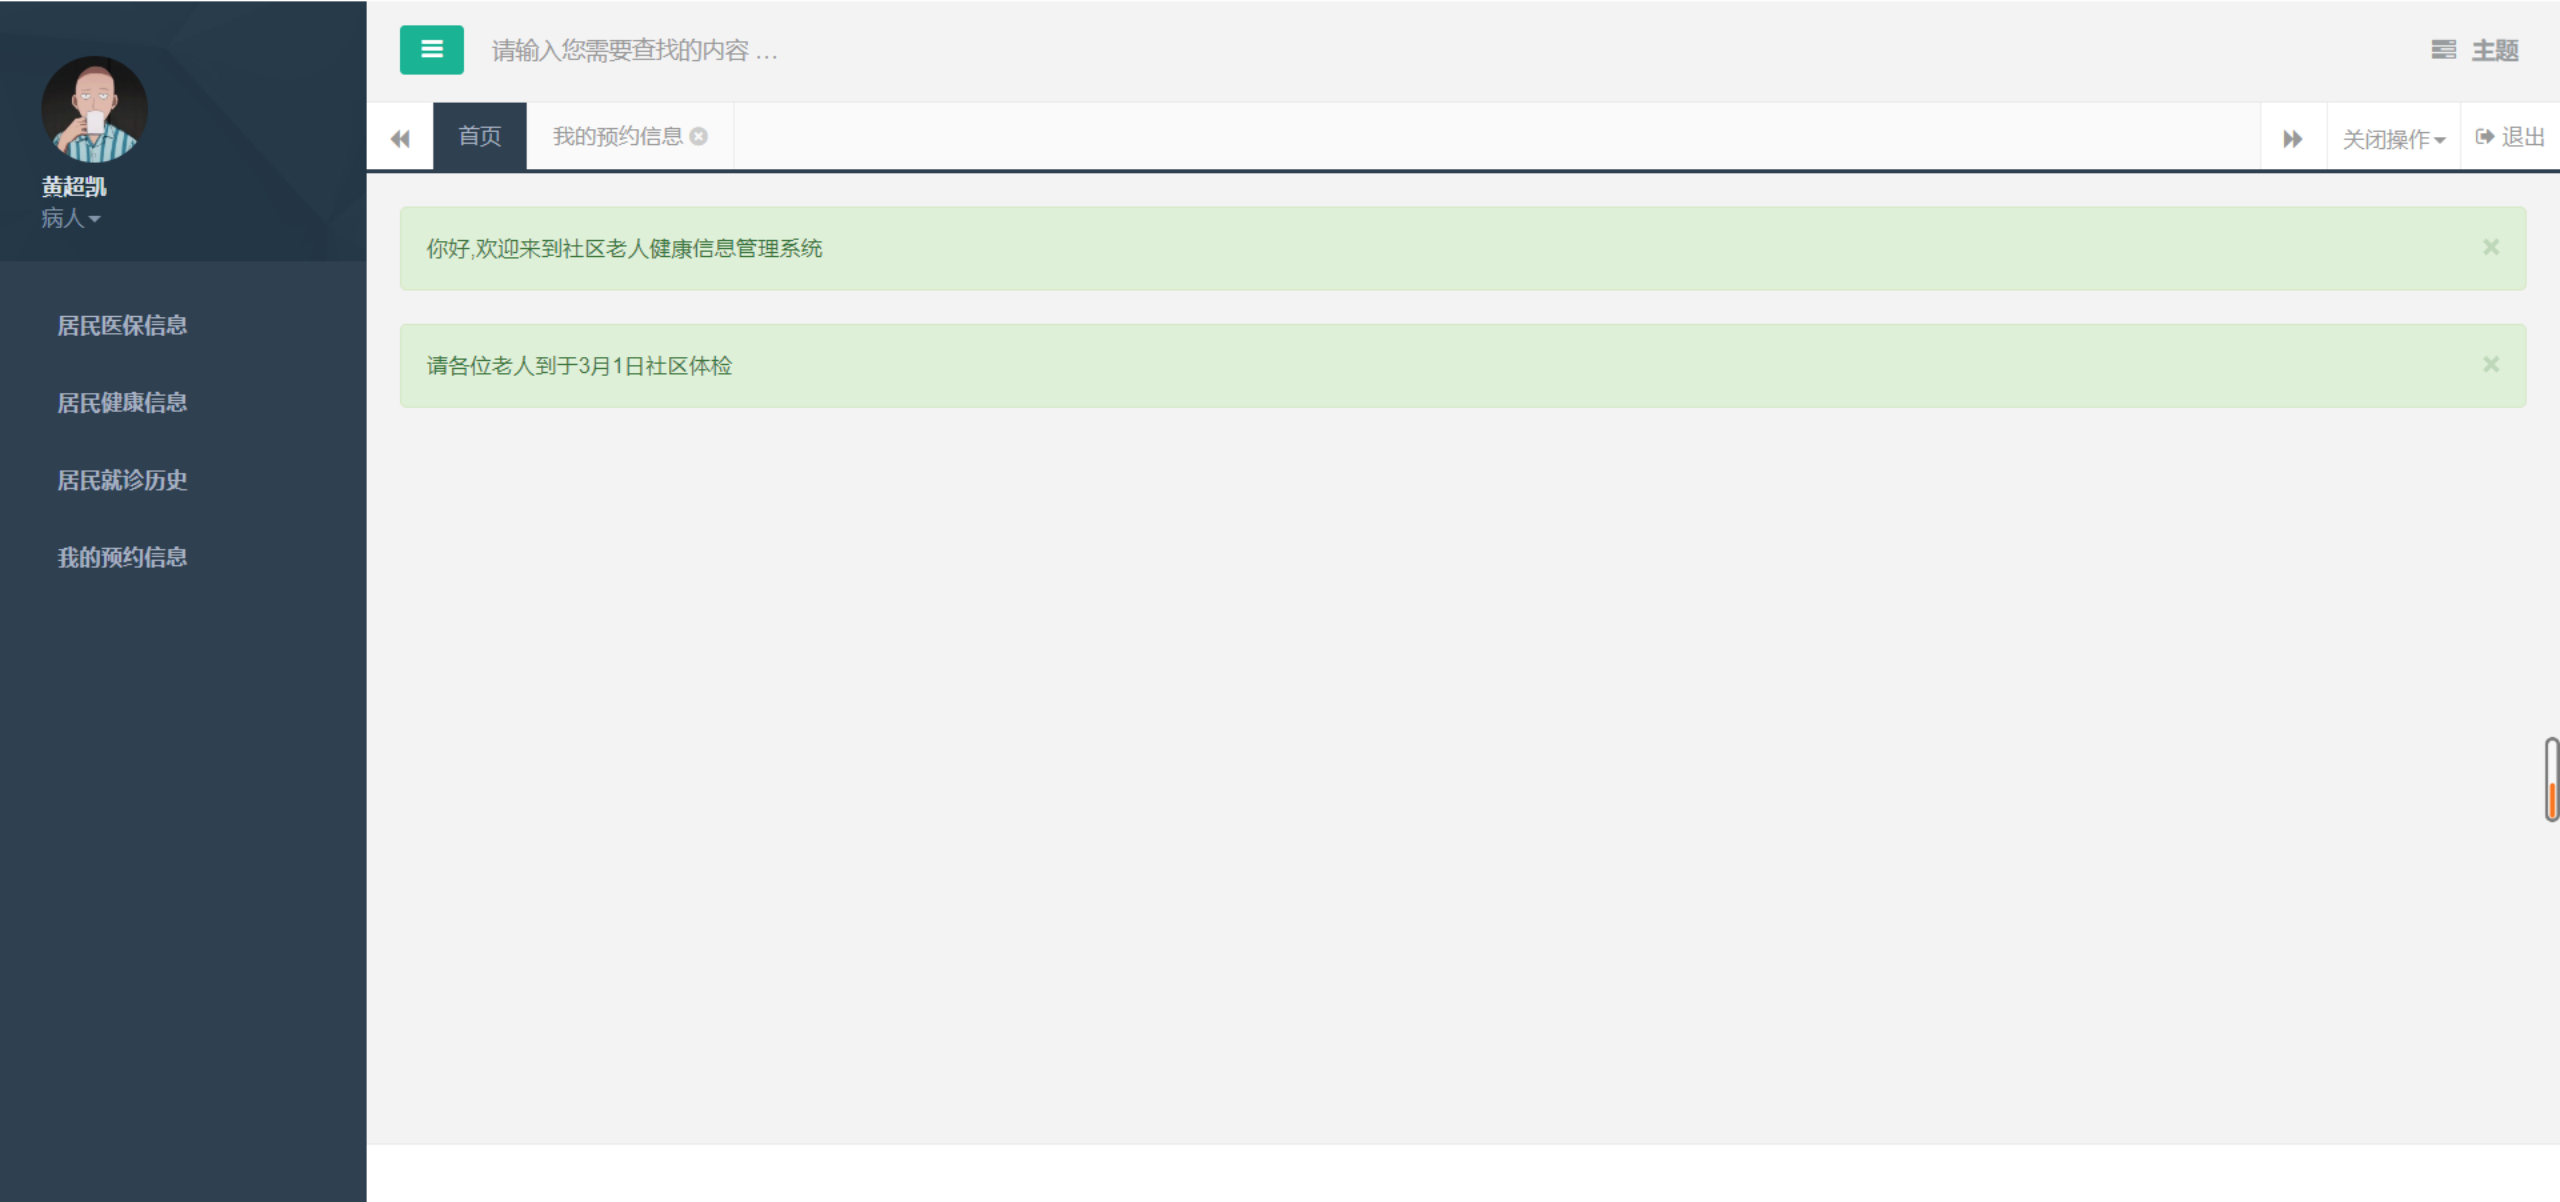 黄超凯
病人
居民医保信息
居民健康信息
居民就诊历史
我的预约信息
请输入您需要查找的内容 …
主题
首页
我的预约信息
关闭操作
退出
你好,欢迎来到社区老人健康信息管理系统
请各位老人到于3月1日社区体检